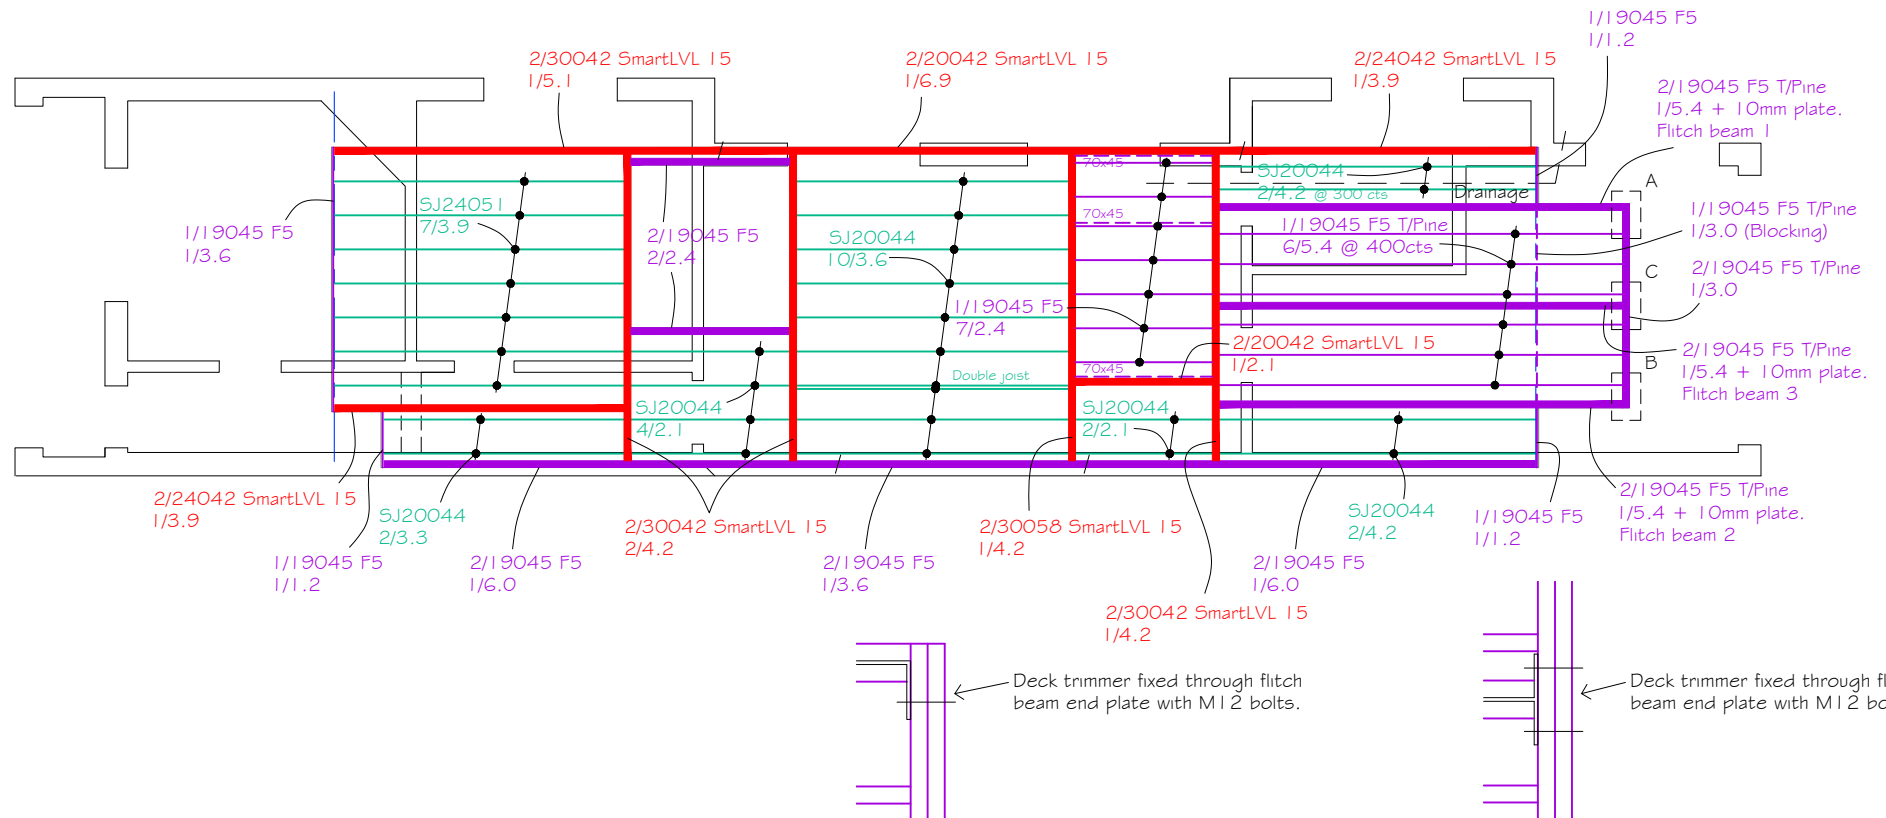 1/19045 F5
1/1.2
2/30042 SmartLVL 15
1/5.1
2/20042 SmartLVL 15
1/6.9
2/24042 SmartLVL 15
1/3.9
2/19045 F5 T/Pine
1/5.4 + 10mm plate.
Flitch beam 1
70x45
SJ20044
2/4.2 @ 300 cts
Drainage
A
SJ24051
7/3.9
1/19045 F5
1/3.6
2/19045 F5
2/2.4
SJ20044
10/3.6
70x45
1/19045 F5 T/Pine
6/5.4 @ 400cts
1/19045 F5 T/Pine
1/3.0 (Blocking)
C
2/19045 F5 T/Pine
1/3.0
1/19045 F5
7/2.4
2/20042 SmartLVL 15
1/2.1
2/19045 F5 T/Pine
1/5.4 + 10mm plate.
Flitch beam 3
B
70x45
Double joist
SJ20044
4/2.1
SJ20044
2/2.1
2/24042 SmartLVL 15
1/3.9
SJ20044
2/3.3
2/30042 SmartLVL 15
2/4.2
2/30058 SmartLVL 15
1/4.2
SJ20044
2/4.2
1/19045 F5
1/1.2
2/19045 F5 T/Pine
1/5.4 + 10mm plate.
Flitch beam 2
1/19045 F5
1/1.2
2/19045 F5
1/6.0
2/19045 F5
1/3.6
2/19045 F5
1/6.0
2/30042 SmartLVL 15
1/4.2
Deck trimmer fixed through flitch
beam end plate with M12 bolts.
Deck trimmer fixed through fl
beam end plate with M12 bo